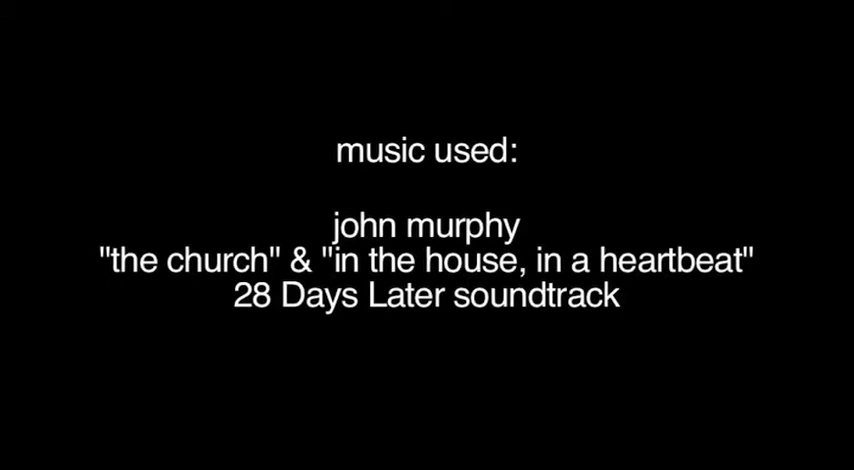 music used:
john murphy
"the church" & "in the house, in a heartbeat"
28 Days Later soundtrack